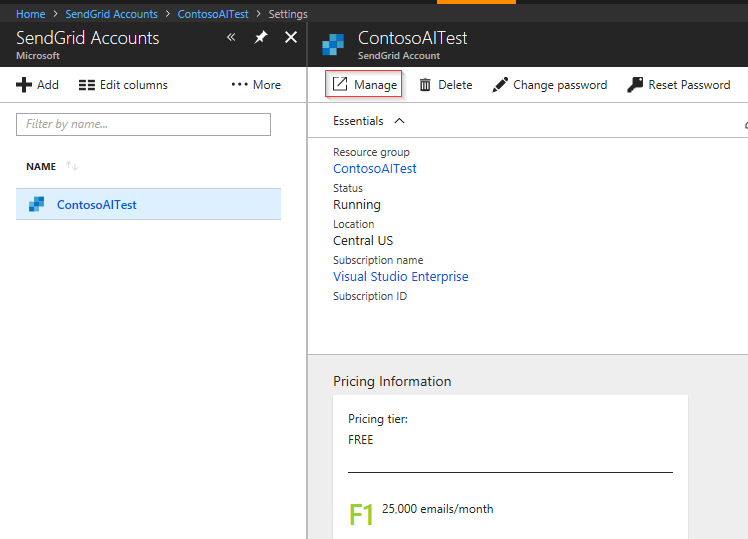 Home > SendGrid Accounts > ContosoAITest > Settings
SendGrid Accounts
Microsoft
Add Edit columns ••• More
Filter by name...
NAME
ContosoAITest
ContosoAITest
SendGrid Account
Manage Delete Change password Reset Password
Essentials
Resource group
ContosoAITest
Status
Running
Location
Central US
Subscription name
Visual Studio Enterprise
Subscription ID
Pricing Information
Pricing tier:
FREE
F1 25,000 emails/month